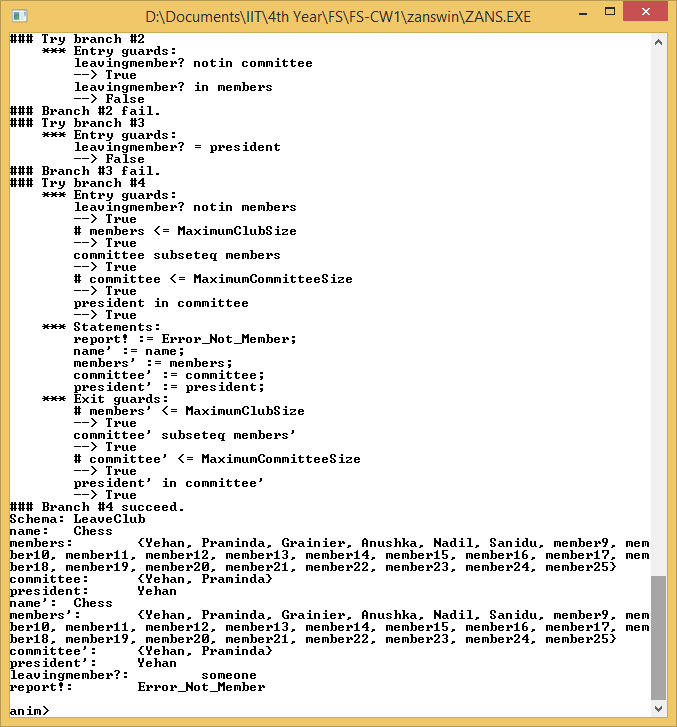 D:\Documents\IIT\4th Year\FS\FS-CW1\zanswin\ZANS.EXE
### Try branch #2
*** Entry guards:
leavingmember? notin committee
--> True
leavingmember? in members
--> False
### Branch #2 fail.
### Try branch #3
*** Entry guards:
leavingmember? = president
--> False
### Branch #3 fail.
### Try branch #4
*** Entry guards:
leavingmember? notin members
--> True
# members <= MaximumClubSize
--> True
committee subseteq members
--> True
# committee <= MaximumCommitteeSize
--> True
president in committee
--> True
*** Statements:
report! := Error_Not_Member;
name' := name;
members' := members;
committee' := committee;
president' := president;
*** Exit guards:
# members' <= MaximumClubSize
--> True
committee' subseteq members'
--> True
# committee' <= MaximumCommitteeSize
--> True
president' in committee'
--> True
### Branch #4 succeed.
Schema: LeaveClub
name: Chess
members: {Yehan, Praminda, Grainier, Anushka, Nadil, Sanidu, member9, mem
ber10, member11, member12, member13, member14, member15, member16, member17, mem
ber18, member19, member20, member21, member22, member23, member24, member25}
committee: {Yehan, Praminda}
president: Yehan
name': Chess
members': {Yehan, Praminda, Grainier, Anushka, Nadil, Sanidu, member9, mem
ber10, member11, member12, member13, member14, member15, member16, member17, mem
ber18, member19, member20, member21, member22, member23, member24, member25}
committee': {Yehan, Praminda}
president': Yehan
leavingmember?: someone
report!: Error_Not_Member
anim>